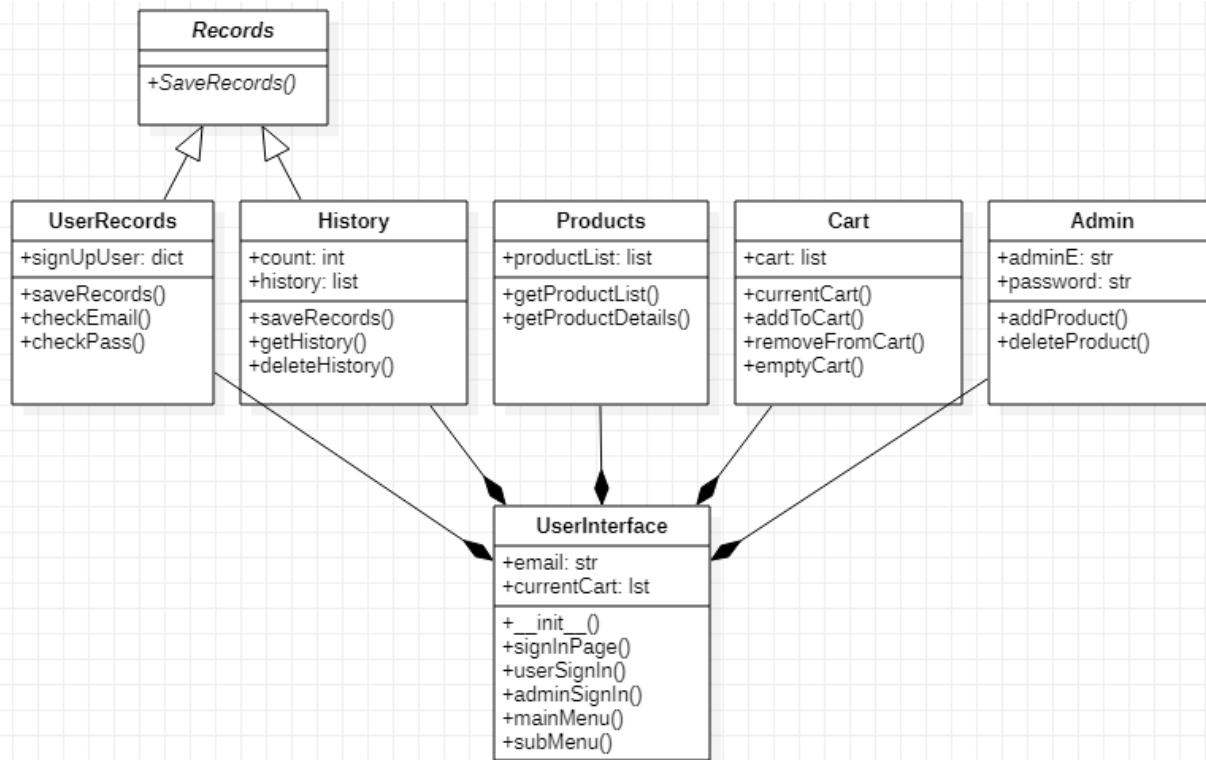 Records
+SaveRecords()
UserRecords
+signUpUser: dict
+saveRecords()
+checkEmail()
+checkPass()
History
+count: int
+history: list
+saveRecords()
+getHistory()
+deleteHistory()
Products
+productList: list
+getProductList()
+getProductDetails()
Cart
+cart: list
+currentCart()
+addToCart()
+removeFromCart()
+emptyCart()
Admin
+adminE: str
+password: str
+addProduct()
+deleteProduct()
UserInterface
+email: str
+currentCart: lst
+__init__()
+signInPage()
+userSignIn()
+adminSignIn()
+mainMenu()
+subMenu()